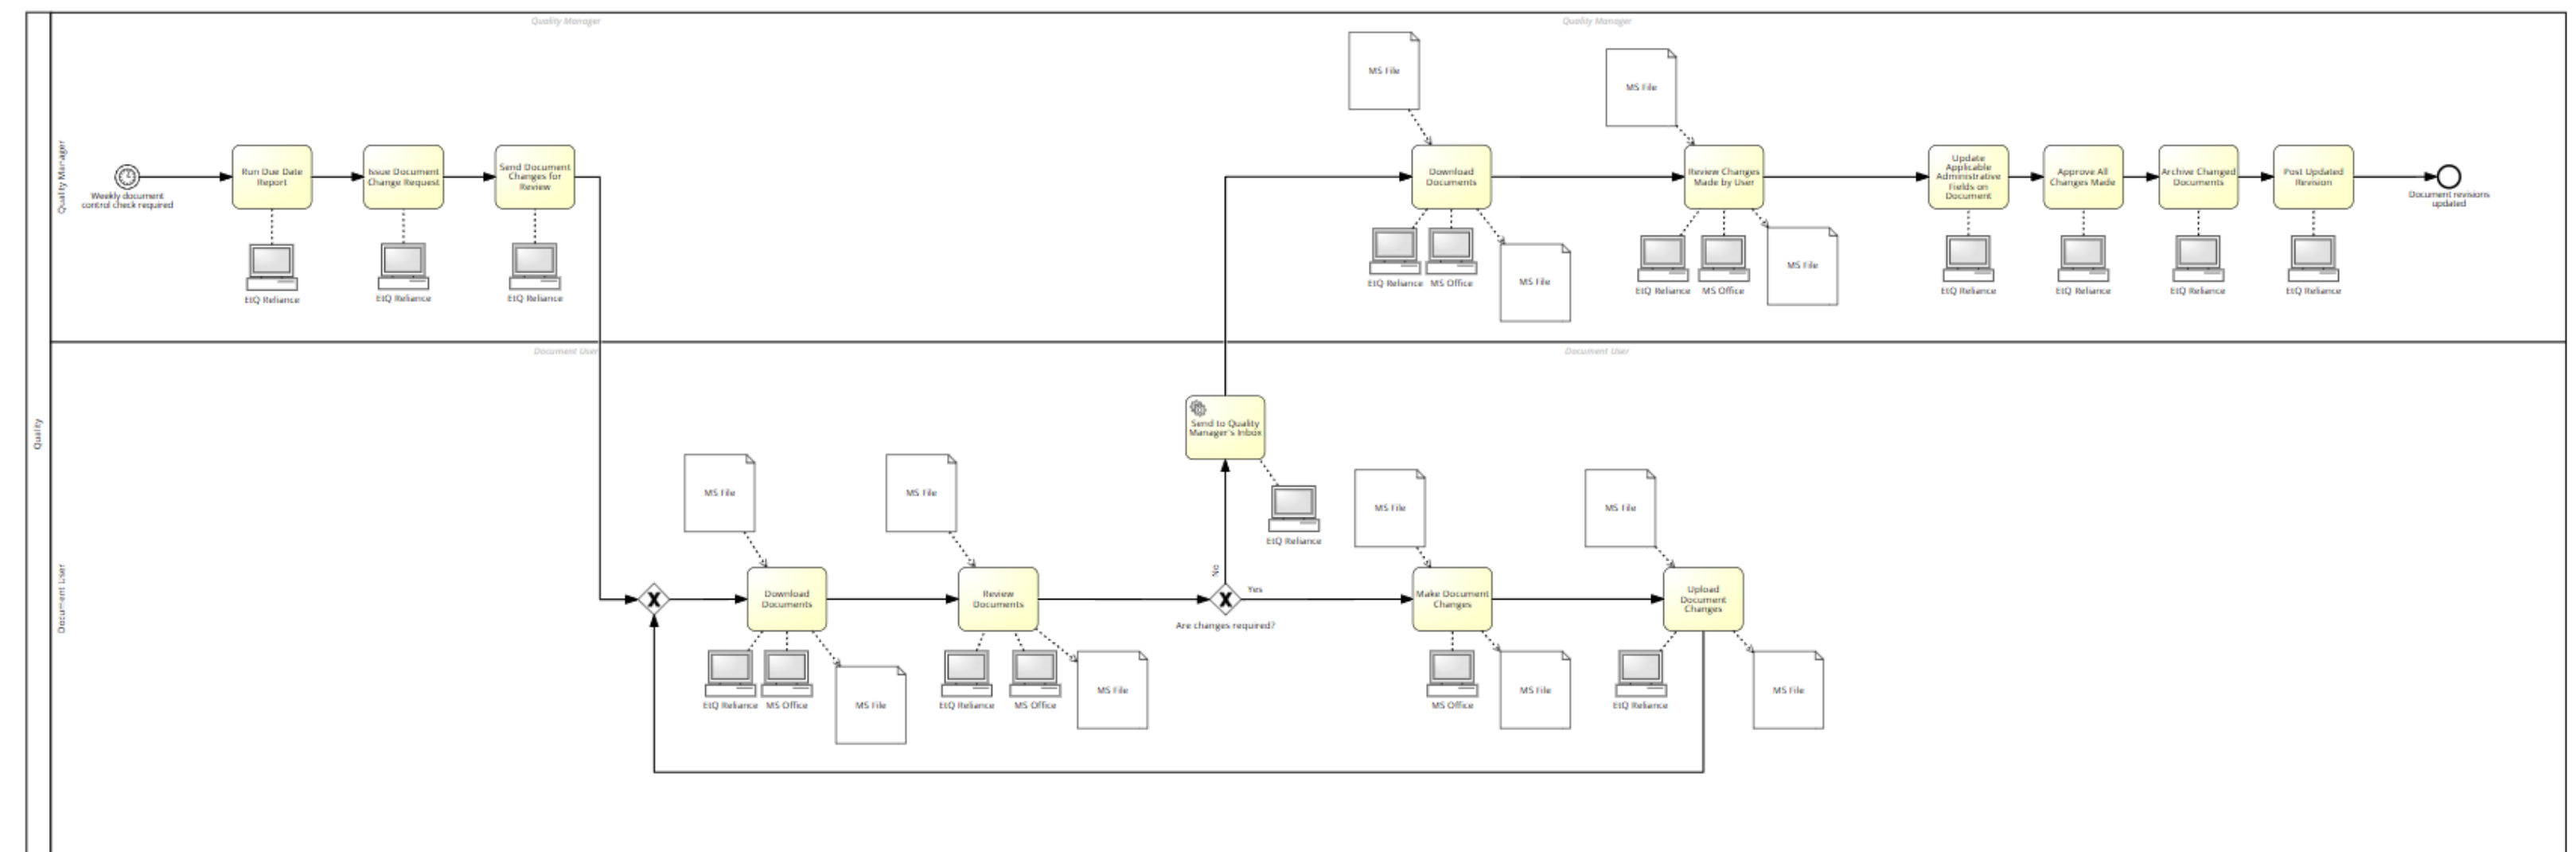 Quality Manager
Quality Manager
Quality
Quality Manager
Weekly document
control check required
Run Due Date
Report
EtQ Reliance
Issue Document
Change Request
EtQ Reliance
Send Document
Changes for
Review
EtQ Reliance
MS File
Download
Documents
EtQ Reliance
MS Office
MS File
MS File
Review Changes
Made by User
EtQ Reliance
MS Office
MS File
Update
Applicable
Administrative
Fields on
Document
EtQ Reliance
Approve All
Changes Made
EtQ Reliance
Archive Changed
Documents
EtQ Reliance
Post Updated
Revision
EtQ Reliance
Document revisions
updated
Document User
Document User
Document User
MS File
Download
Documents
EtQ Reliance
MS Office
MS File
MS File
Review
Documents
EtQ Reliance
MS Office
MS File
Send to Quality
Manager's Inbox
EtQ Reliance
No
Yes
Are changes required?
MS File
Make Document
Changes
MS Office
MS File
MS File
Upload
Document
Changes
EtQ Reliance
MS File